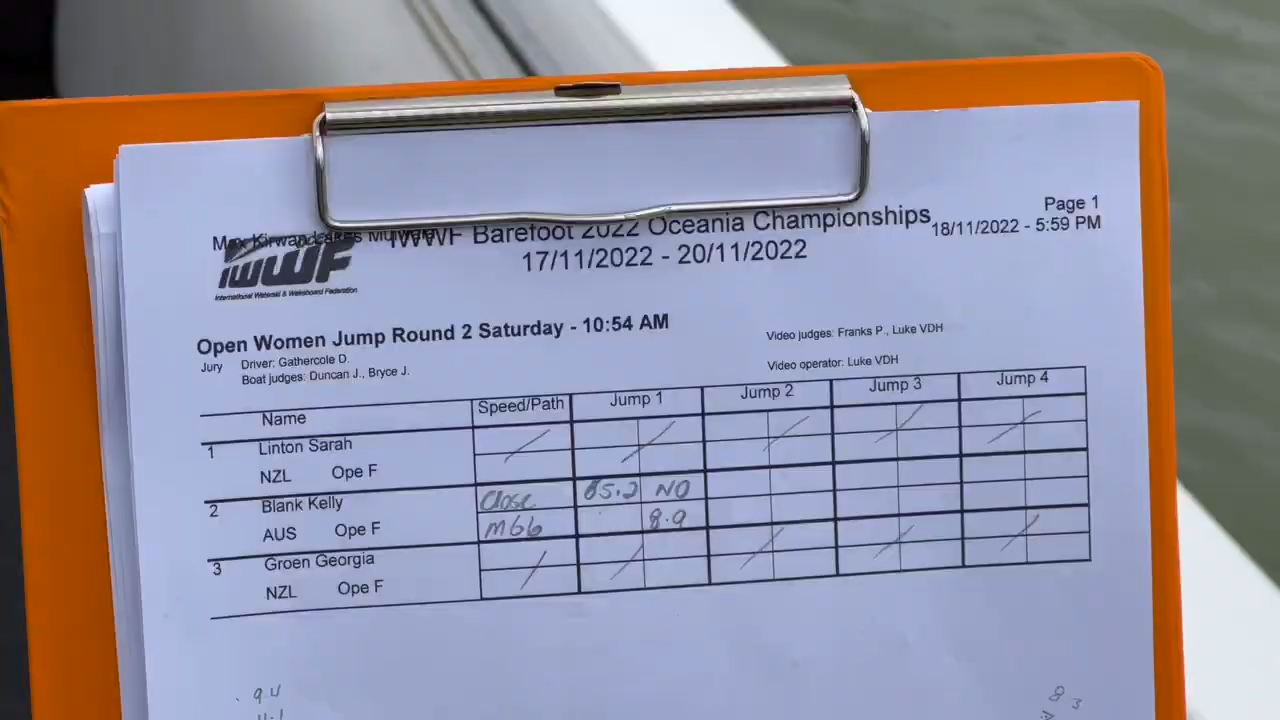 Page 1
Max Kirwan Lakes Mulwala IWWF Barefoot 2022 Oceania Championships 18/11/2022 - 5:59 PM
17/11/2022 - 20/11/2022
IWWF
International Waterski & Wakeboard Federation
Open Women Jump Round 2 Saturday - 10:54 AM
Video judges: Franks P., Luke VDH
Jury Driver: Gathercole D.
Boat judges: Duncan J., Bryce J.
Video operator: Luke VDH
Name Speed/Path Jump 1 Jump 2 Jump 3 Jump 4
1 Linton Sarah / / / / /
NZL Ope F
2 Blank Kelly Close 65.2 NO
AUS Ope F M66 8.9
3 Groen Georgia / / / / /
NZL Ope F